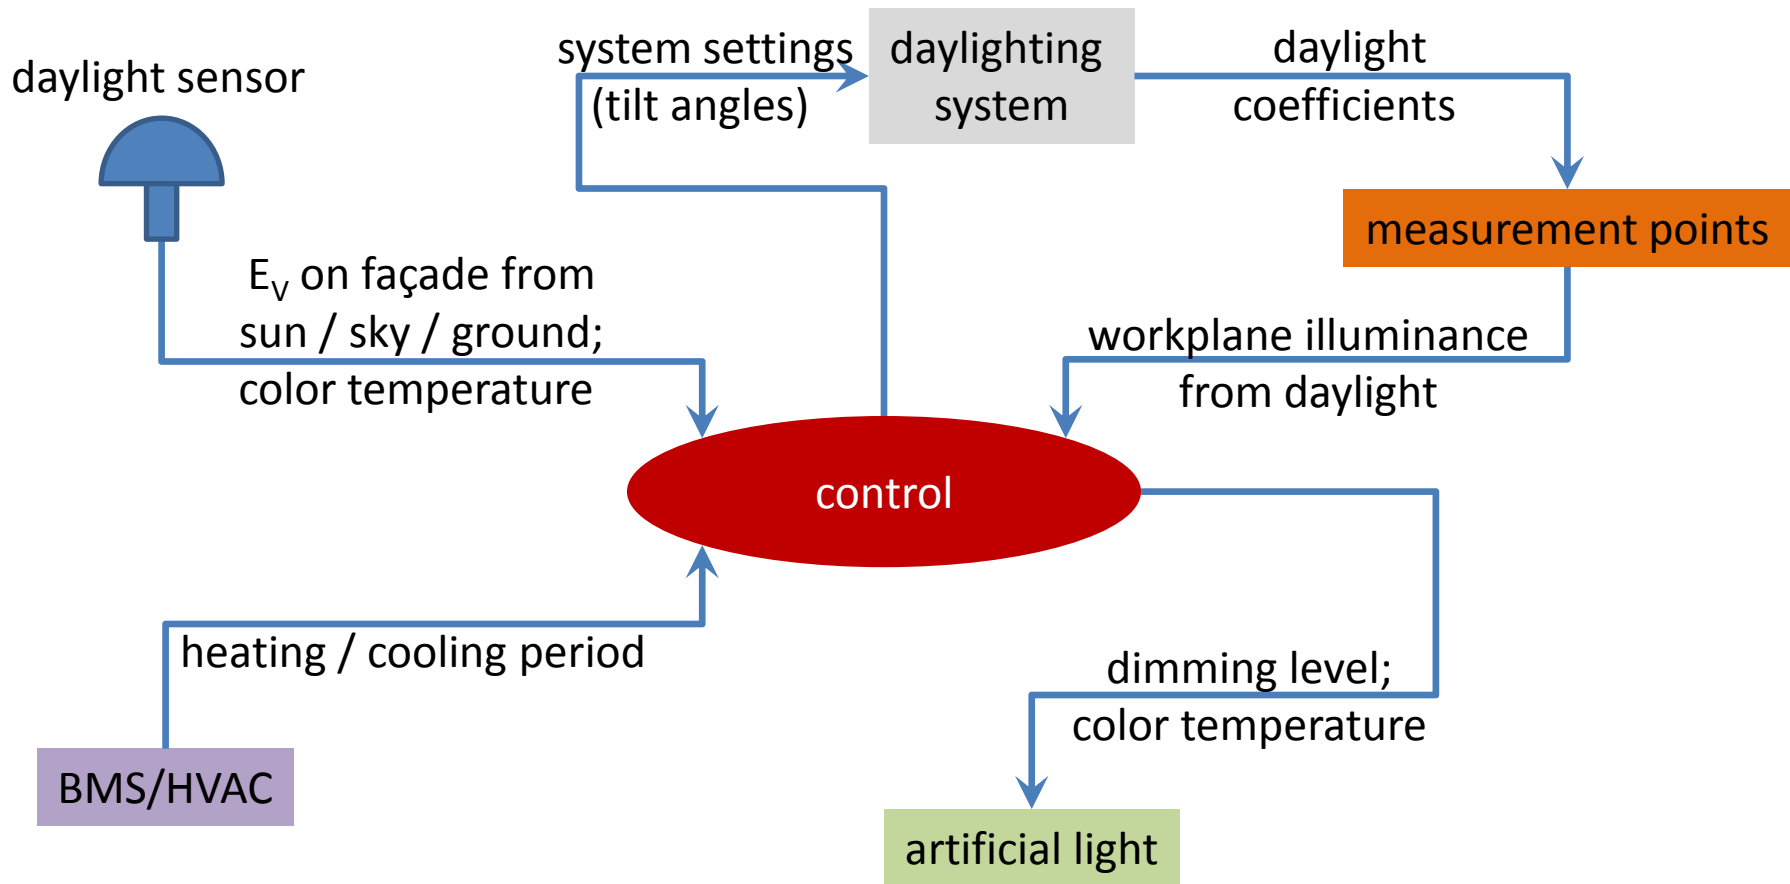 daylight sensor
system settings
(tilt angles)
daylighting
system
daylight
coefficients
measurement points
E_V on façade from
sun / sky / ground;
color temperature
workplane illuminance
from daylight
control
heating / cooling period
dimming level;
color temperature
BMS/HVAC
artificial light